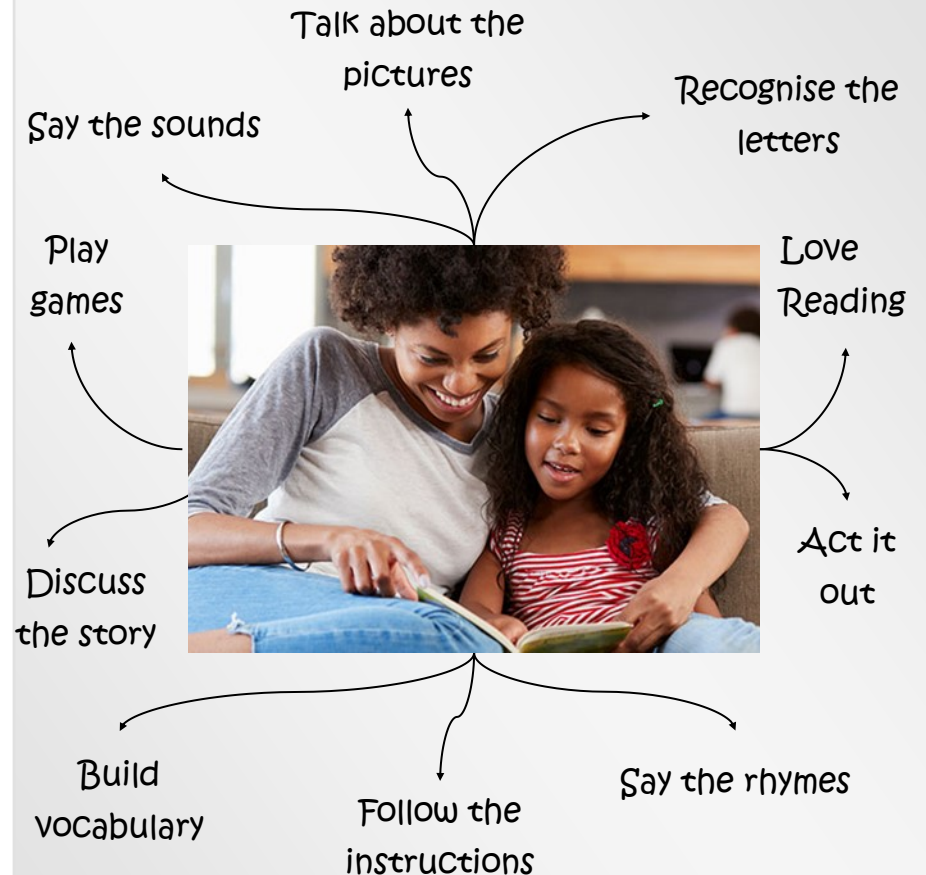 Talk about the
pictures
Recognise the
letters
Say the sounds
Play
games
Love
Reading
Discuss
the story
Act it
out
Build
vocabulary
Follow the
instructions
Say the rhymes